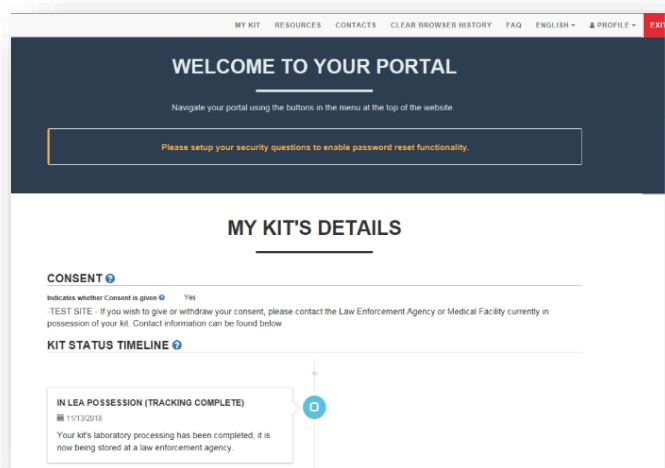 MY KIT RESOURCES CONTACTS CLEAR BROWSER HISTORY FAQ ENGLISH PROFILE EXIT
WELCOME TO YOUR PORTAL
Navigate your portal using the buttons in the menu at the top of the website.
Please setup your security questions to enable password reset functionality.
MY KIT'S DETAILS
CONSENT
Indicates whether Consent is given Yes
-TEST SITE - If you wish to give or withdraw your consent, please contact the Law Enforcement Agency or Medical Facility currently in
possession of your kit. Contact information can be found below.
KIT STATUS TIMELINE
IN LEA POSSESSION (TRACKING COMPLETE)
11/13/2018
Your kit's laboratory processing has been completed, it is
now being stored at a law enforcement agency.